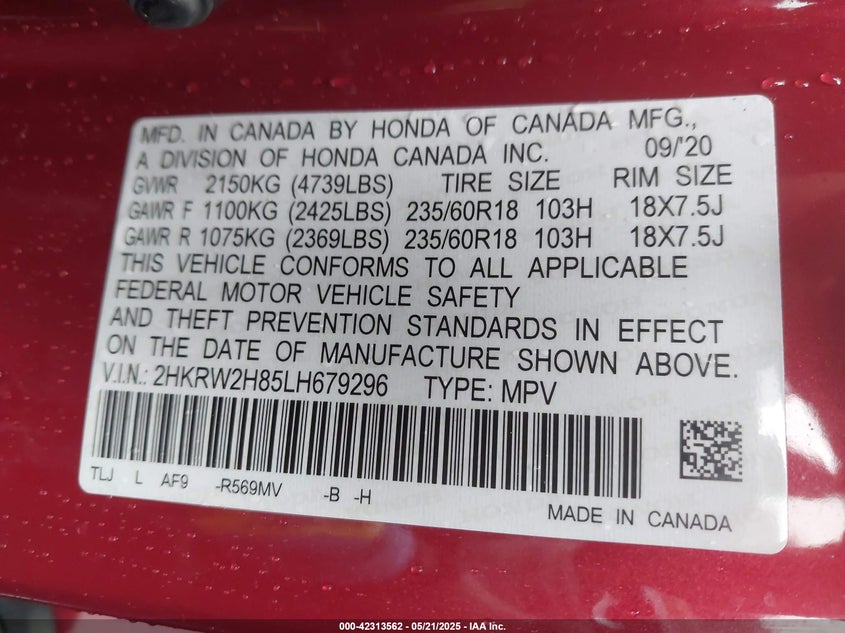 MFD. IN CANADA BY HONDA OF CANADA MFG.,
A DIVISION OF HONDA CANADA INC. 09/'20
GVWR 2150KG (4739LBS) TIRE SIZE RIM SIZE
GAWR F 1100KG (2425LBS) 235/60R18 103H 18X7.5J
GAWR R 1075KG (2369LBS) 235/60R18 103H 18X7.5J
THIS VEHICLE CONFORMS TO ALL APPLICABLE
FEDERAL MOTOR VEHICLE SAFETY
AND THEFT PREVENTION STANDARDS IN EFFECT
ON THE DATE OF MANUFACTURE SHOWN ABOVE.
V.I.N.: 2HKRW2H85LH679296 TYPE: MPV
TLJ L AF9 -R569MV -B -H
MADE IN CANADA
000-42313562 - 05/21/2025 - IAA Inc.